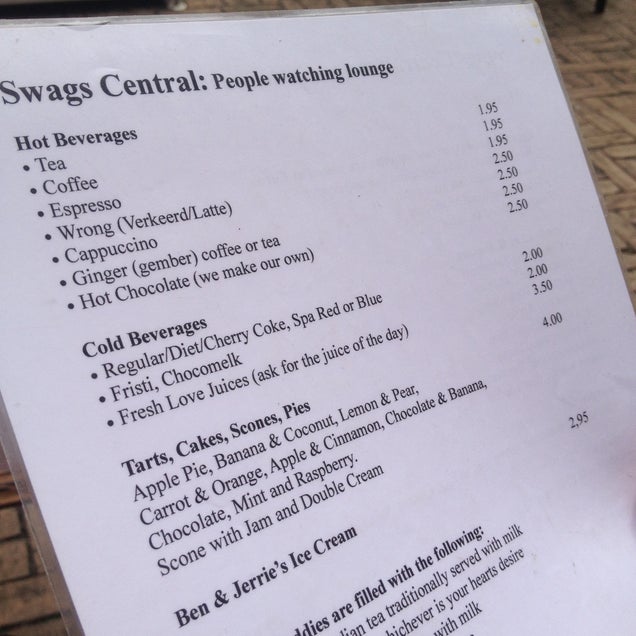 Swags Central: People watching lounge
Hot Beverages
• Tea 1.95
• Coffee 1.95
• Espresso 1.95
• Wrong (Verkeerd/Latte) 2.50
• Cappuccino 2.50
• Ginger (gember) coffee or tea 2.50
• Hot Chocolate (we make our own) 2.50
Cold Beverages
• Regular/Diet/Cherry Coke, Spa Red or Blue 2.00
• Fristi, Chocomelk 2.00
• Fresh Love Juices (ask for the juice of the day) 3.50
Tarts, Cakes, Scones, Pies 4.00
Apple Pie, Banana & Coconut, Lemon & Pear,
Carrot & Orange, Apple & Cinnamon, Chocolate & Banana,
Chocolate, Mint and Raspberry.
Scone with Jam and Double Cream 2,95
Ben & Jerrie's Ice Cream
are filled with the following:
tea traditionally served with milk
is your hearts desire
with milk